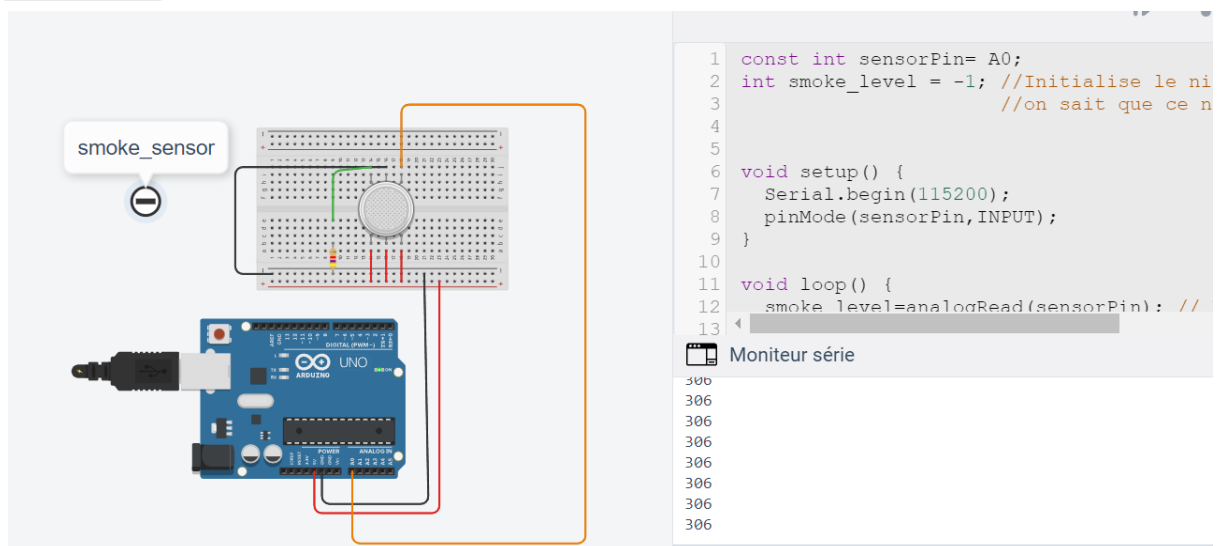 smoke_sensor
DIGITAL (PWM~)
UNO
ARDUINO
POWER
ANALOG IN
1 const int sensorPin= A0;
2 int smoke_level = -1; //Initialise le ni
3 //on sait que ce n
4
5
6 void setup() {
7 Serial.begin(115200);
8 pinMode(sensorPin,INPUT);
9 }
10
11 void loop() {
12 smoke_level=analogRead(sensorPin); //
13
Moniteur série
306
306
306
306
306
306
306
306